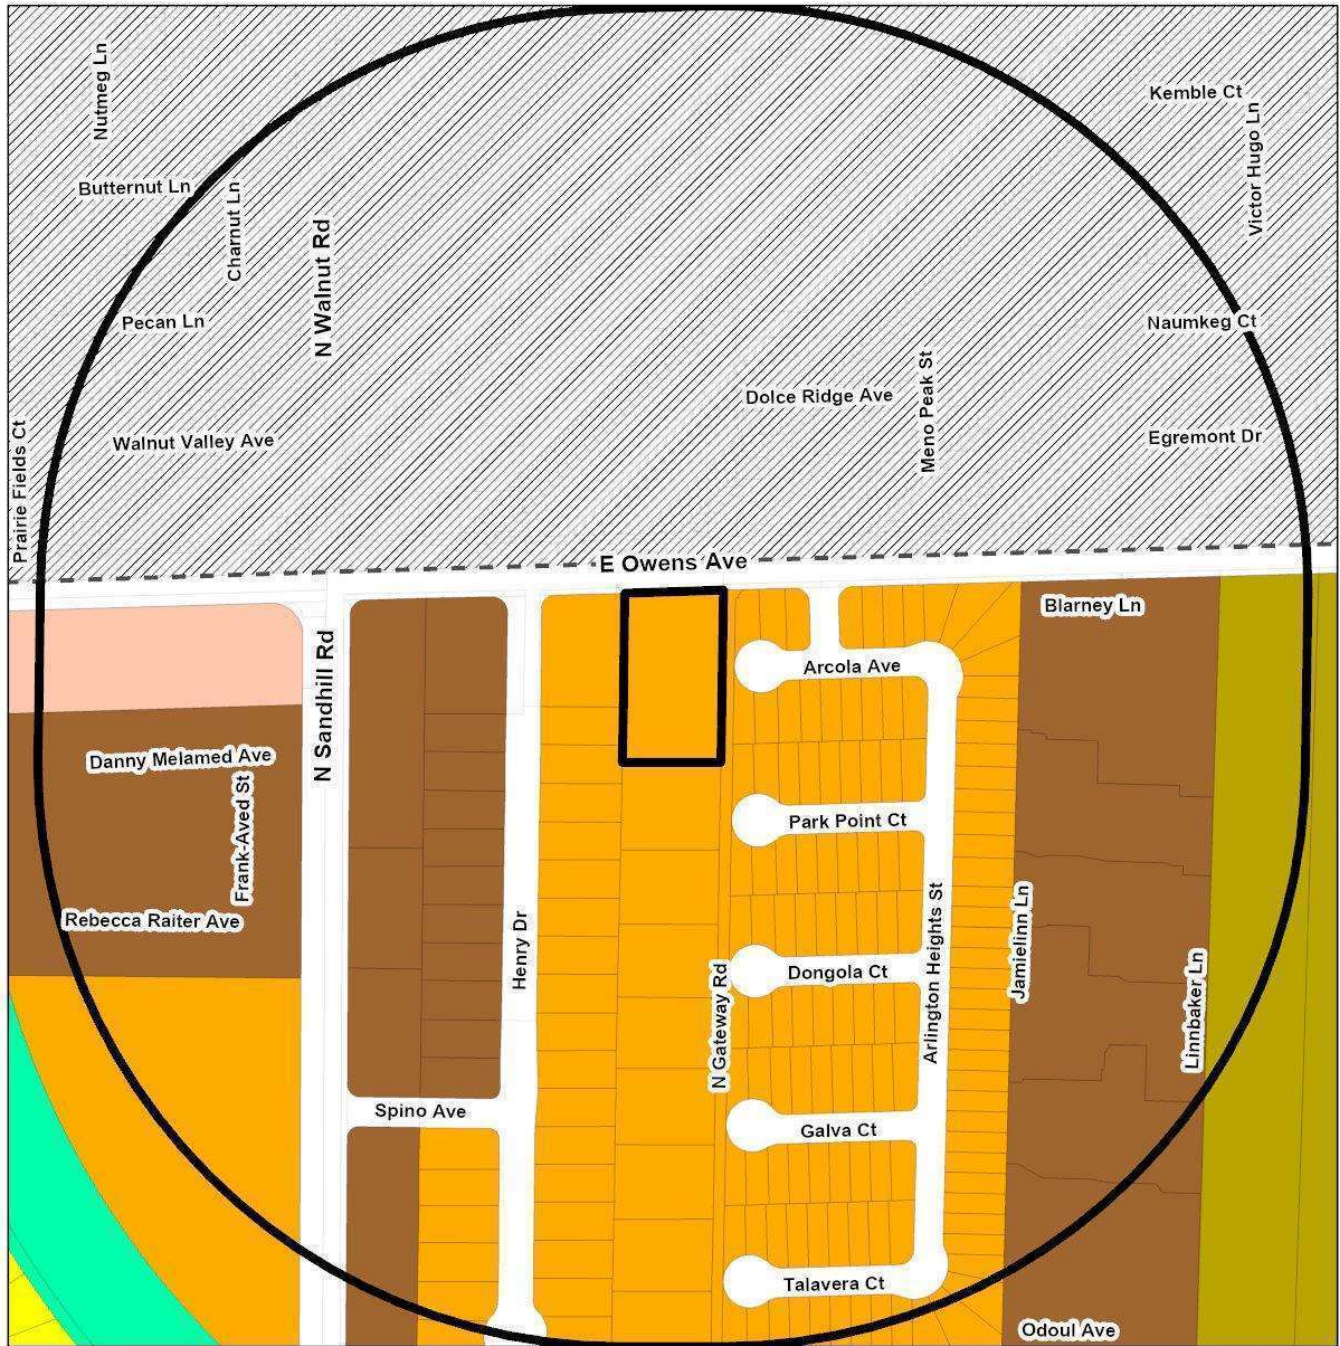 Nutmeg Ln
Kemble Ct
Victor Hugo Ln
Butternut Ln
Charnut Ln
N Walnut Rd
Pecan Ln
Naumkeg Ct
Dolce Ridge Ave
Meno Peak St
Walnut Valley Ave
Egremont Dr
Prairie Fields Ct
E Owens Ave
Blarney Ln
N Sandhill Rd
Arcola Ave
Danny Melamed Ave
Frank-Aved St
Park Point Ct
Rebecca Raiter Ave
Henry Dr
Arlington Heights St
Jamielinn Ln
Dongola Ct
N Gateway Rd
Linnbaker Ln
Spino Ave
Galva Ct
Talavera Ct
Odoul Ave